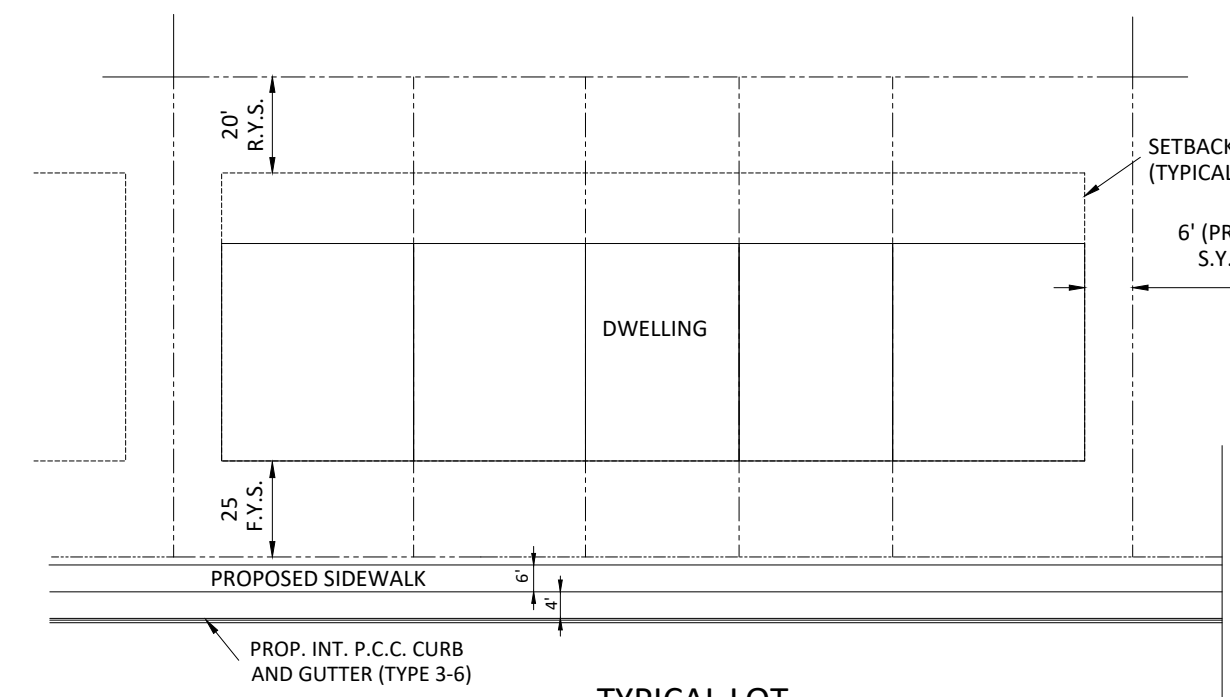 20'
R.Y.S.
SETBACK
(TYPICAL
6' (PR
S.Y.
DWELLING
25
F.Y.S.
PROPOSED SIDEWALK
6'
4'
PROP. INT. P.C.C. CURB
AND GUTTER (TYPE 3-6)
TYPICAL LOT